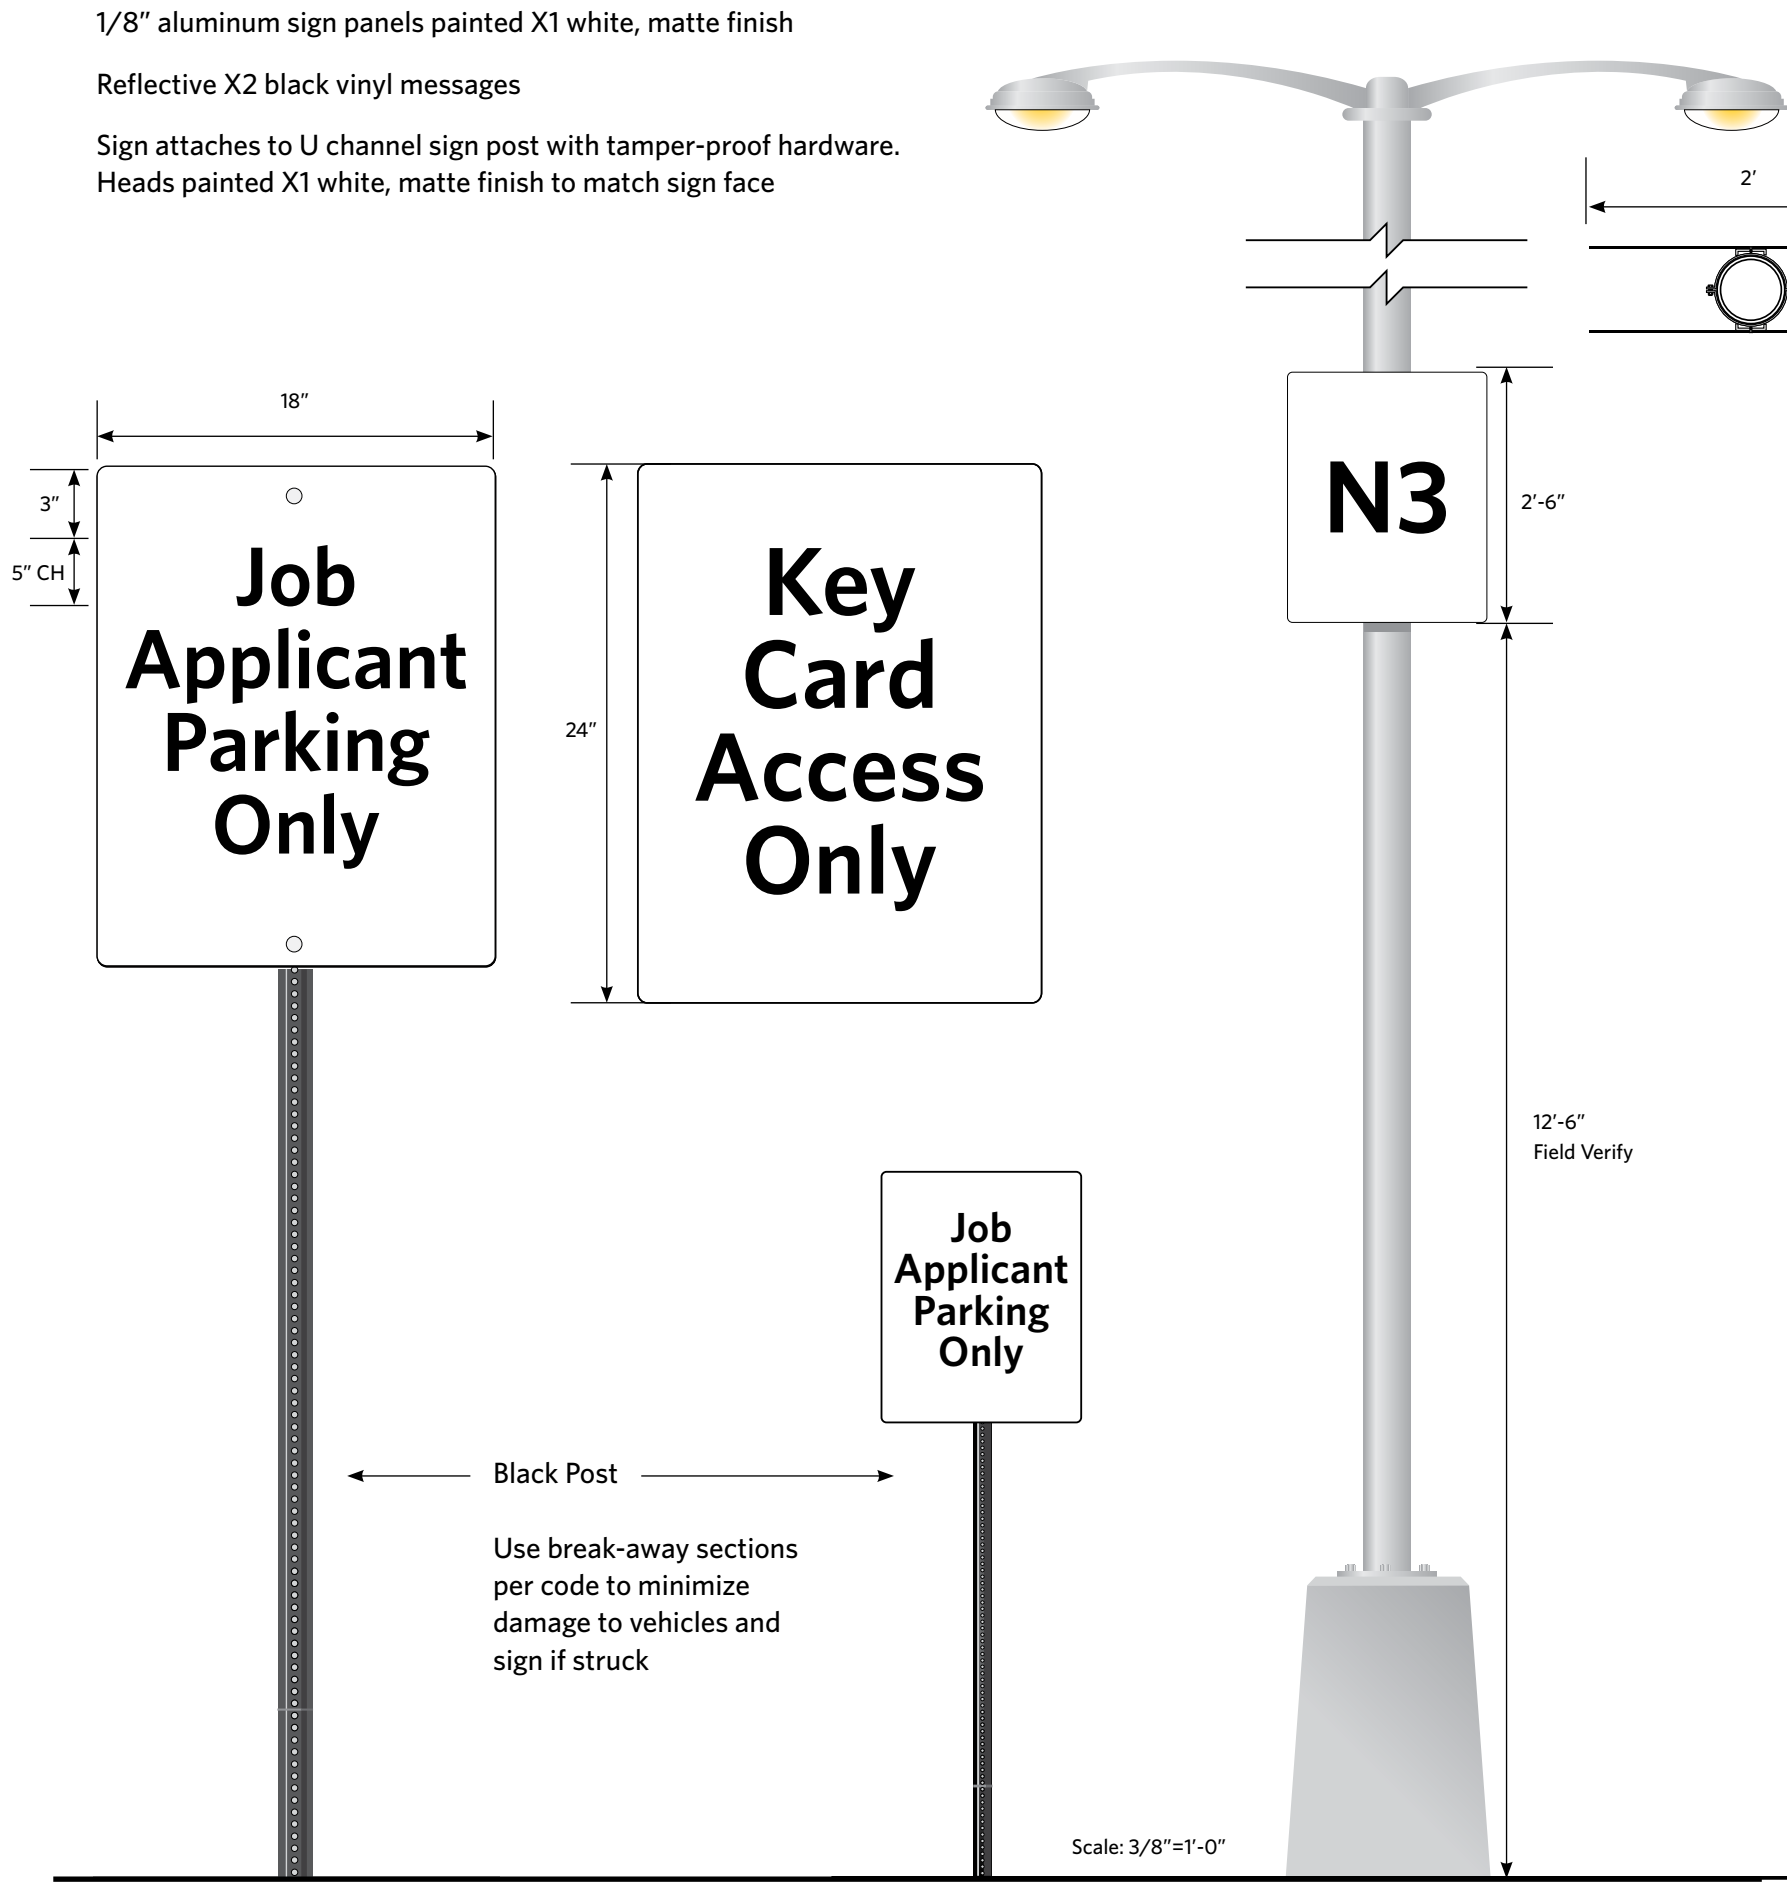 1/8” aluminum sign panels painted X1 white, matte finish
Reflective X2 black vinyl messages
Sign attaches to U channel sign post with tamper-proof hardware.
Heads painted X1 white, matte finish to match sign face
2’
18”
3”
5” CH
Job
Applicant
Parking
Only
24”
Key
Card
Access
Only
N3
2’-6”
12’-6”
Field Verify
Job
Applicant
Parking
Only
Black Post
Use break-away sections
per code to minimize
damage to vehicles and
sign if struck
Scale: 3/8”=1’-0”